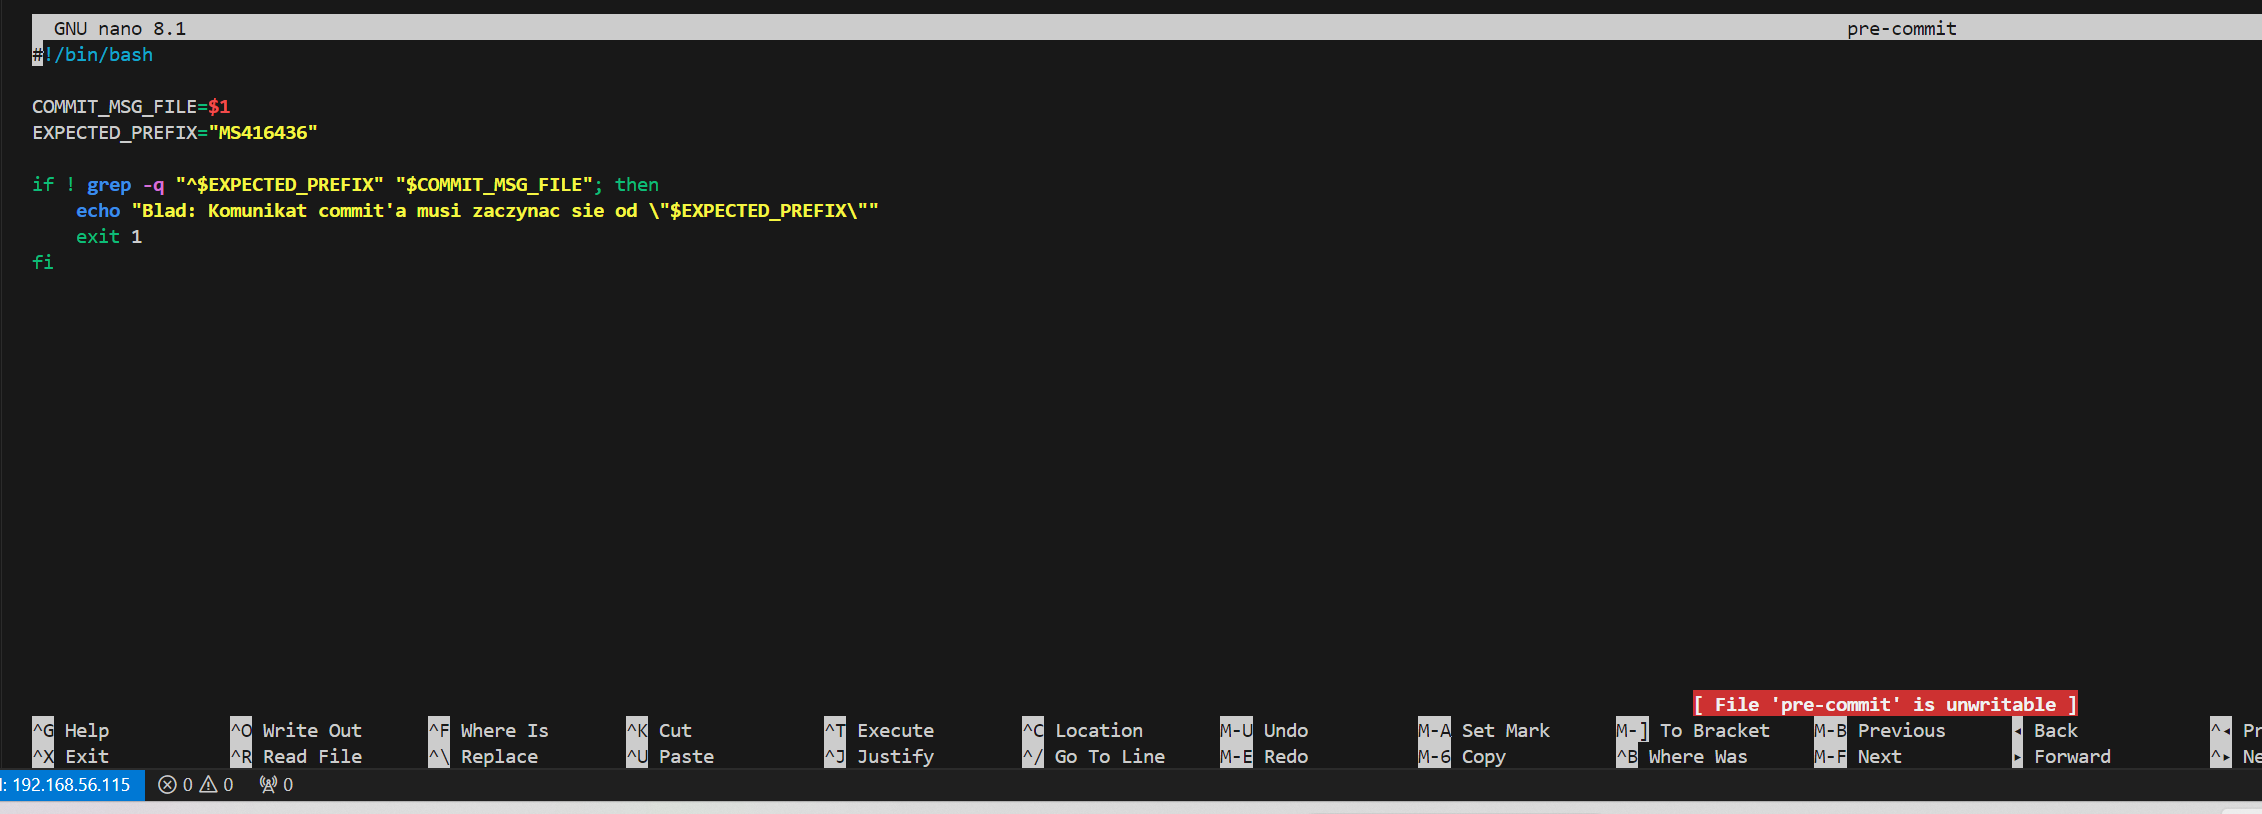 GNU nano 8.1 pre-commit
#!/bin/bash
COMMIT_MSG_FILE=$1
EXPECTED_PREFIX="MS416436"
if ! grep -q "^$EXPECTED_PREFIX" "$COMMIT_MSG_FILE"; then
echo "Blad: Komunikat commit'a musi zaczynac sie od \"$EXPECTED_PREFIX\""
exit 1
fi
[ File 'pre-commit' is unwritable ]
^G Help ^O Write Out ^F Where Is ^K Cut ^T Execute ^C Location M-U Undo M-A Set Mark M-] To Bracket M-B Previous ◂ Back ^◂ Pr
^X Exit ^R Read File ^\ Replace ^U Paste ^J Justify ^/ Go To Line M-E Redo M-6 Copy ^B Where Was M-F Next ▸ Forward ^▸ Ne
: 192.168.56.115 0 0 0